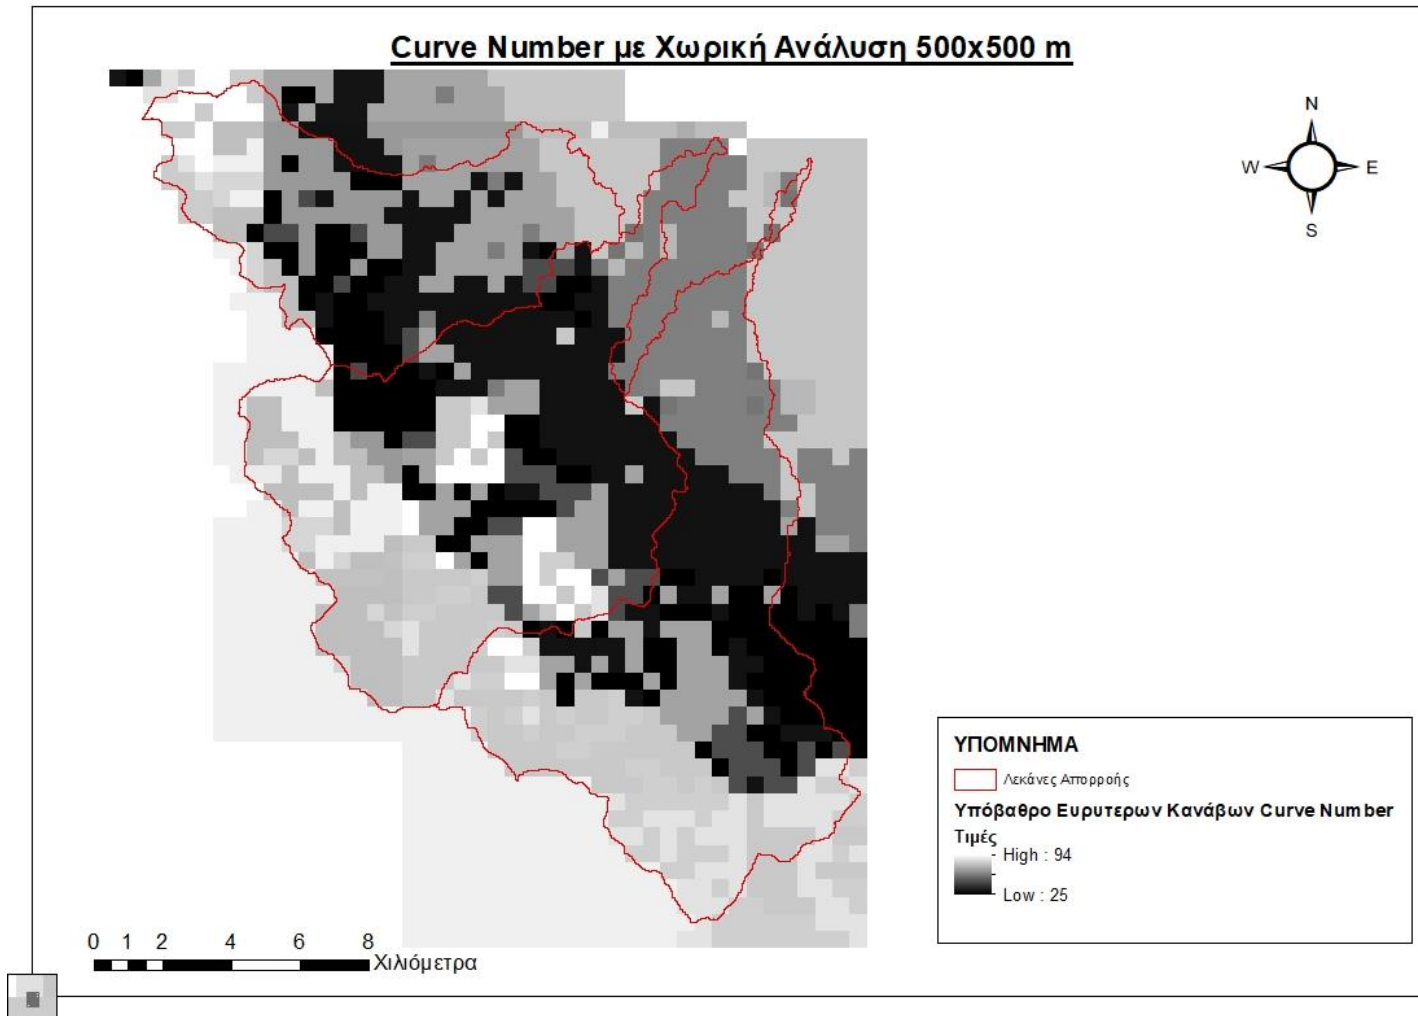 Curve Number με Χωρική Ανάλυση 500x500 m
N
W E
S
ΥΠΟΜΝΗΜΑ
Λεκάνες Απορροής
Υπόβαθρο Ευρυτερων Κανάβων Curve Number
Τιμές
High : 94
Low : 25
0 1 2 4 6 8
Χιλιόμετρα